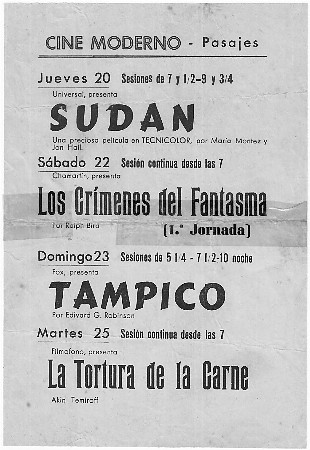 CINE MODERNO - Pasajes
Jueves 20 Sesiones de 7 y 1/2-9 y 3/4
Universal, presenta
SUDAN
Una preciosa película en TECNICOLOR, por María Montez y
Jon Hall.
Sábado 22 Sesión continua desde las 7
Chamartín, presenta
Los Crímenes del Fantasma
Por Ralph Bird (1.ª Jornada)
Domingo 23 Sesiones de 5 1/4 - 7 1/2-10 noche
Fox, presenta
TAMPICO
Por Edward G. Robinson
Martes 25 Sesión continua desde las 7
Filmofono, presenta
La Tortura de la Carne
Akin Temiroff